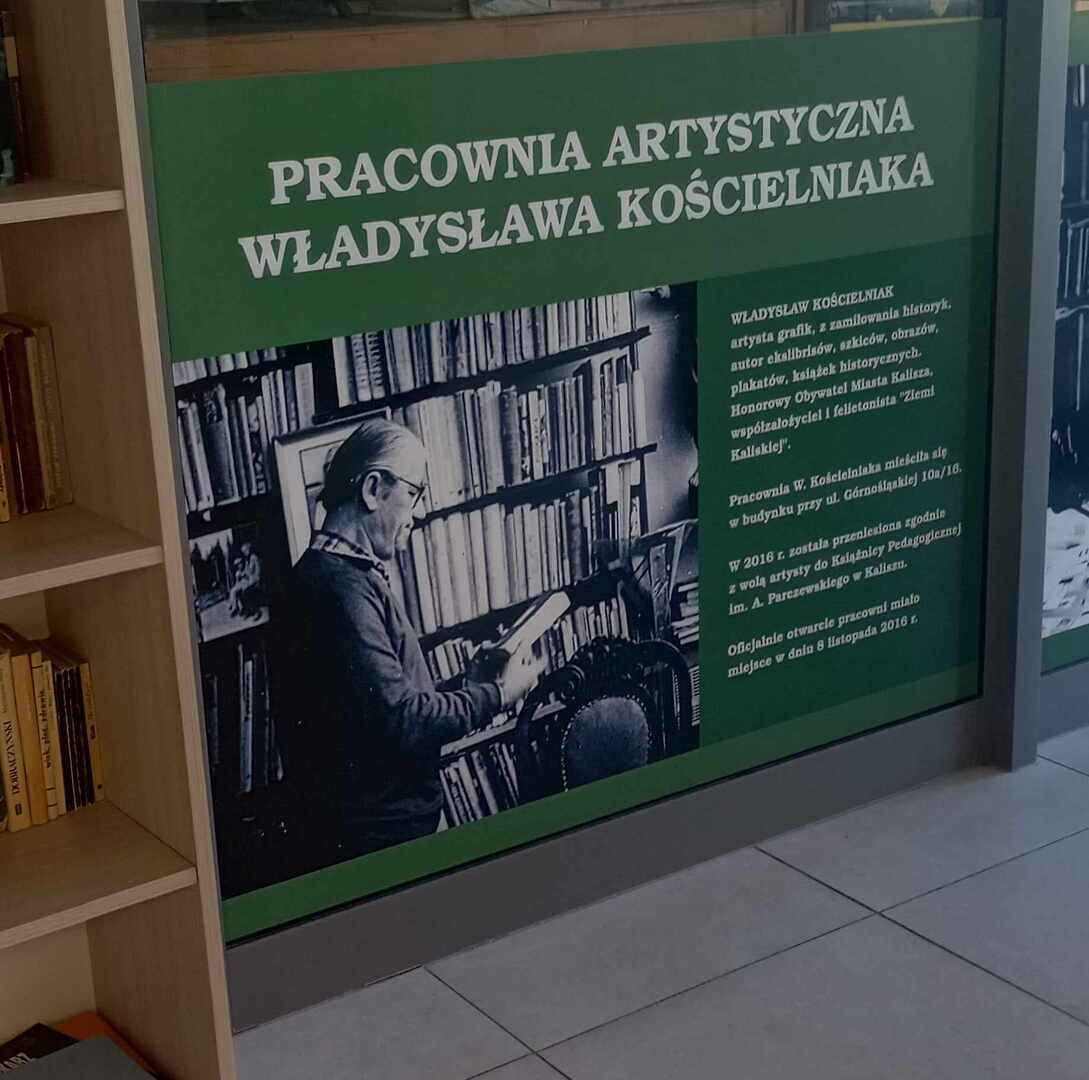 PRACOWNIA ARTYSTYCZNA
WŁADYSŁAWA KOŚCIELNIAKA
WŁADYSŁAW KOŚCIELNIAK
artysta grafik, z zamiłowania historyk,
autor ekslibrisów, szkiców, obrazów,
plakatów, książek historycznych.
Honorowy Obywatel Miasta Kalisza,
współzałożyciel i felietonista "Ziemi
Kaliskiej".
Pracownia W. Kościelniaka mieściła się
w budynku przy ul. Górnośląskiej 10a/16.
W 2016 r. została przeniesiona zgodnie
z wolą artysty do Książnicy Pedagogicznej
im. A. Parczewskiego w Kaliszu.
Oficjalnie otwarcie pracowni miało
miejsce w dniu 8 listopada 2016 r.
DOBRACZYŃSKI